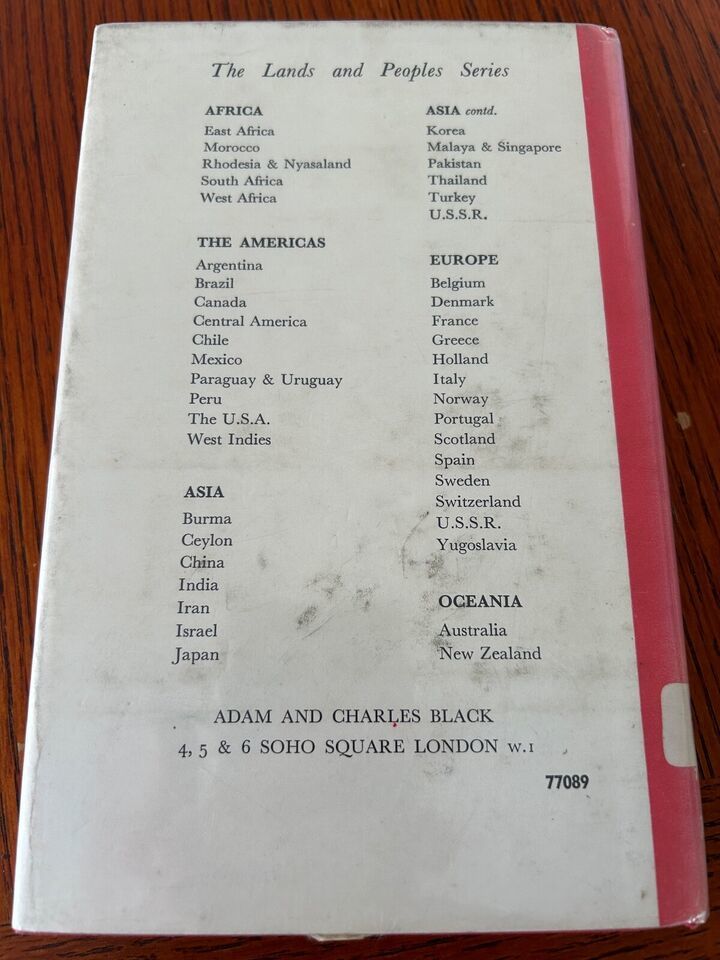 The Lands and Peoples Series
AFRICA
East Africa
Morocco
Rhodesia & Nyasaland
South Africa
West Africa
THE AMERICAS
Argentina
Brazil
Canada
Central America
Chile
Mexico
Paraguay & Uruguay
Peru
The U.S.A.
West Indies
ASIA
Burma
Ceylon
China
India
Iran
Israel
Japan
ASIA contd.
Korea
Malaya & Singapore
Pakistan
Thailand
Turkey
U.S.S.R.
EUROPE
Belgium
Denmark
France
Greece
Holland
Italy
Norway
Portugal
Scotland
Spain
Sweden
Switzerland
U.S.S.R.
Yugoslavia
OCEANIA
Australia
New Zealand
ADAM AND CHARLES BLACK
4, 5 & 6 SOHO SQUARE LONDON W.1
77089